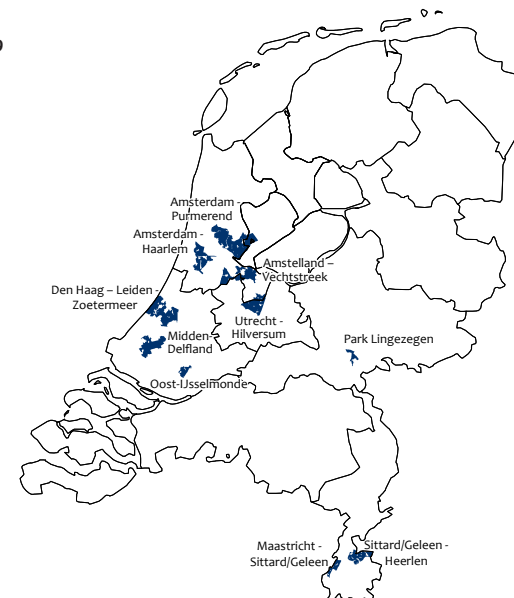 Amsterdam -
Purmerend
Amsterdam -
Haarlem
Amstelland –
Vechtstreek
Den Haag – Leiden -
Zoetermeer
Utrecht -
Hilversum
Midden-
Delfland
Park Lingezegen
Oost-IJsselmonde
Maastricht -
Sittard/Geleen
Sittard/Geleen -
Heerlen